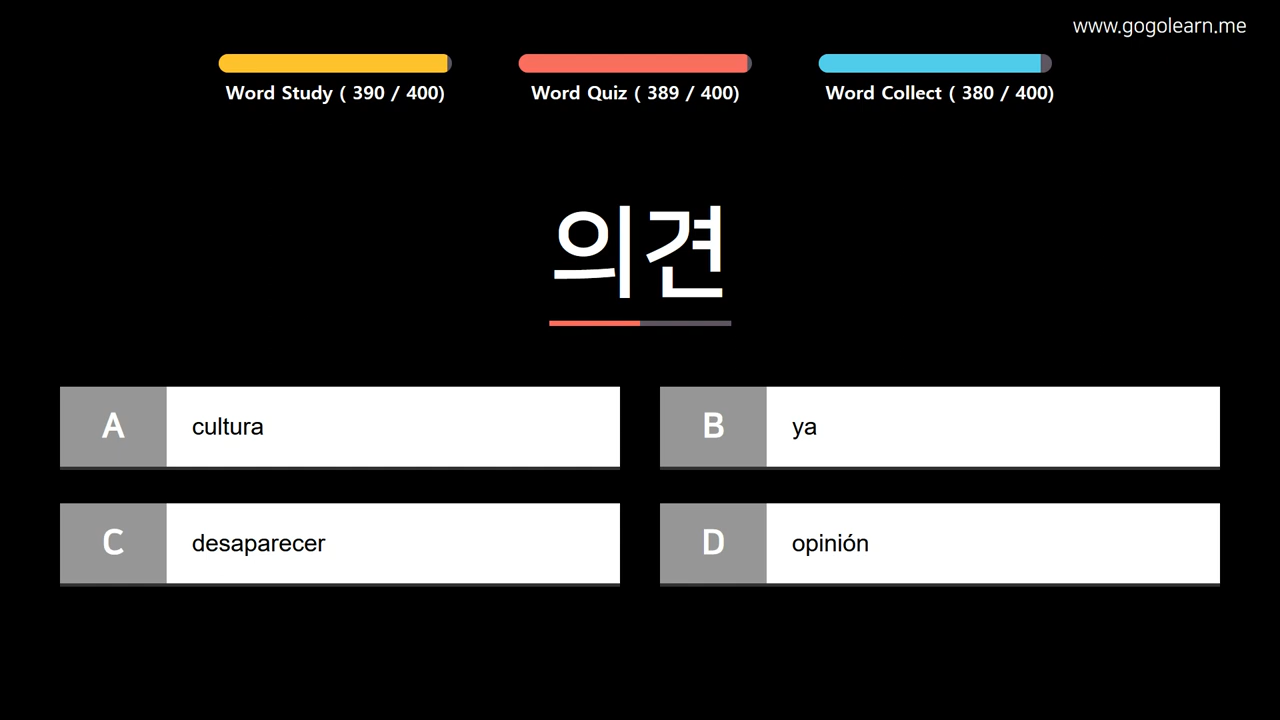 www.gogolearn.me
Word Study ( 390 / 400)
Word Quiz ( 389 / 400)
Word Collect ( 380 / 400)
의견
A cultura
B ya
C desaparecer
D opinión